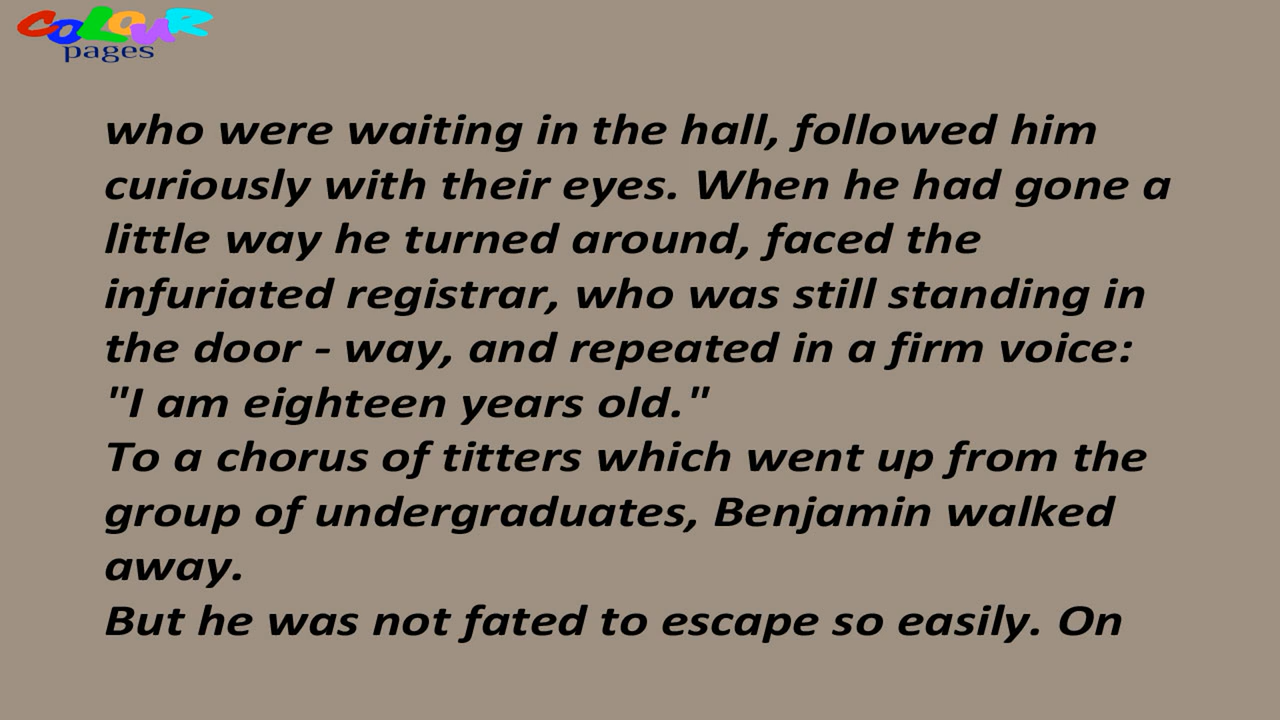 COLOUR
pages
who were waiting in the hall, followed him
curiously with their eyes. When he had gone a
little way he turned around, faced the
infuriated registrar, who was still standing in
the door - way, and repeated in a firm voice:
"I am eighteen years old."
To a chorus of titters which went up from the
group of undergraduates, Benjamin walked
away.
But he was not fated to escape so easily. On